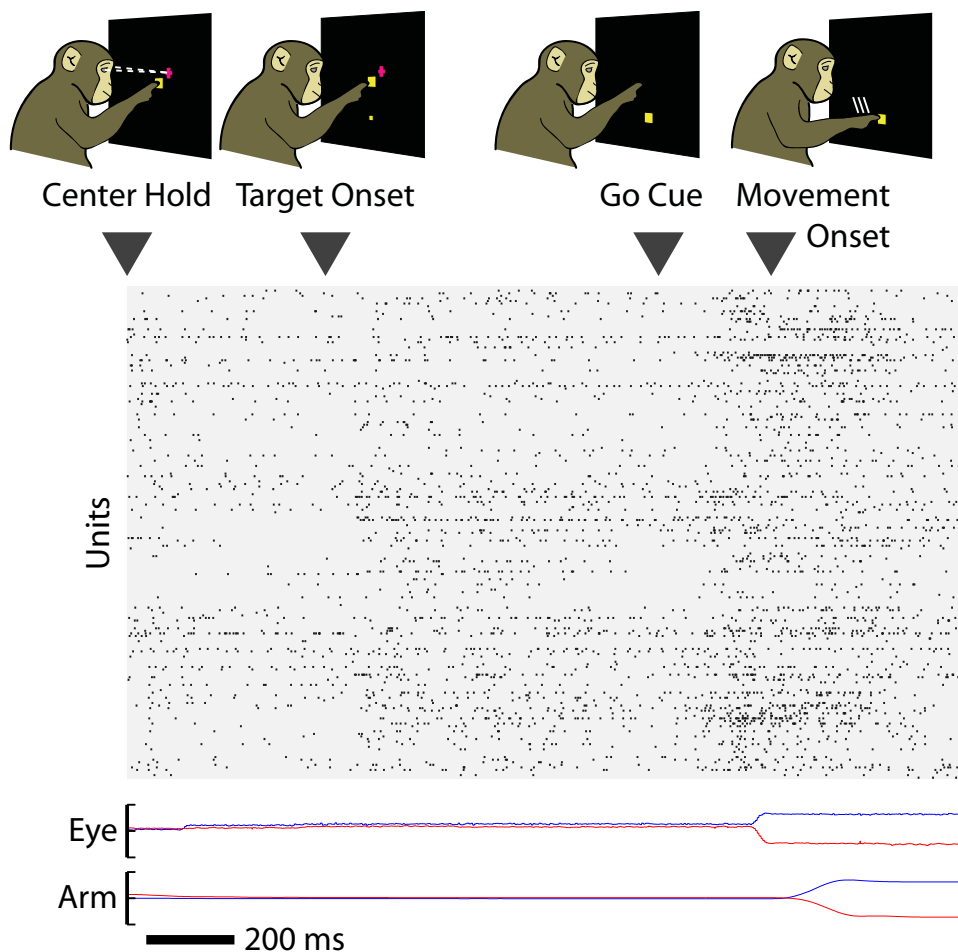 Center Hold
Target Onset
Go Cue
Movement
Onset
Units
Eye
Arm
200 ms